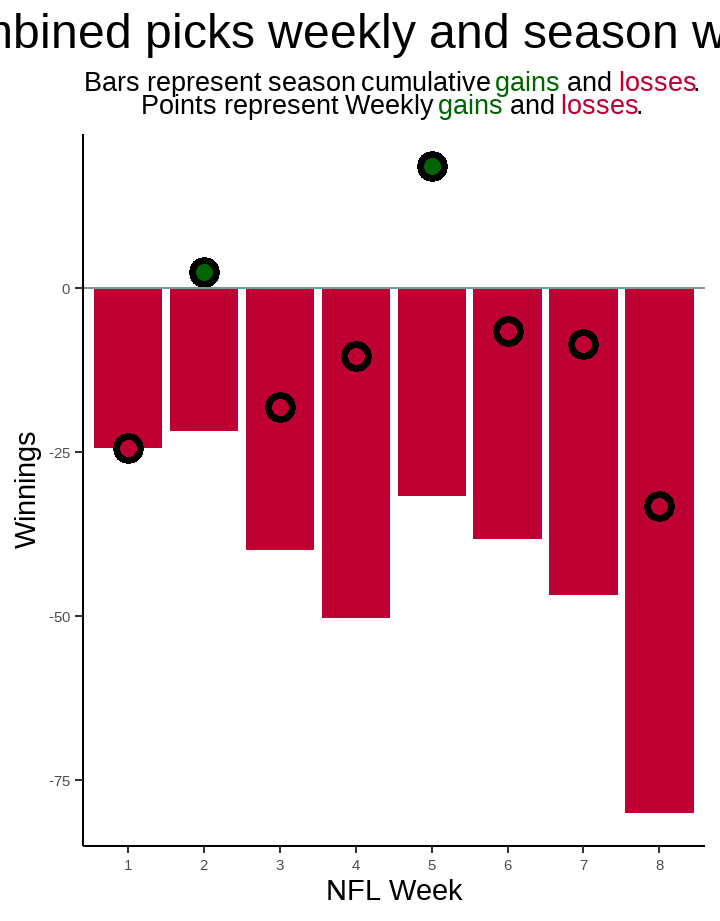 picks weekly and season
Bars represent season cumulative gains and losses.
Points represent Weekly gains and losses.
0
-25
-50
-75
Winnings
1 2 3 4 5 6 7 8
NFL Week